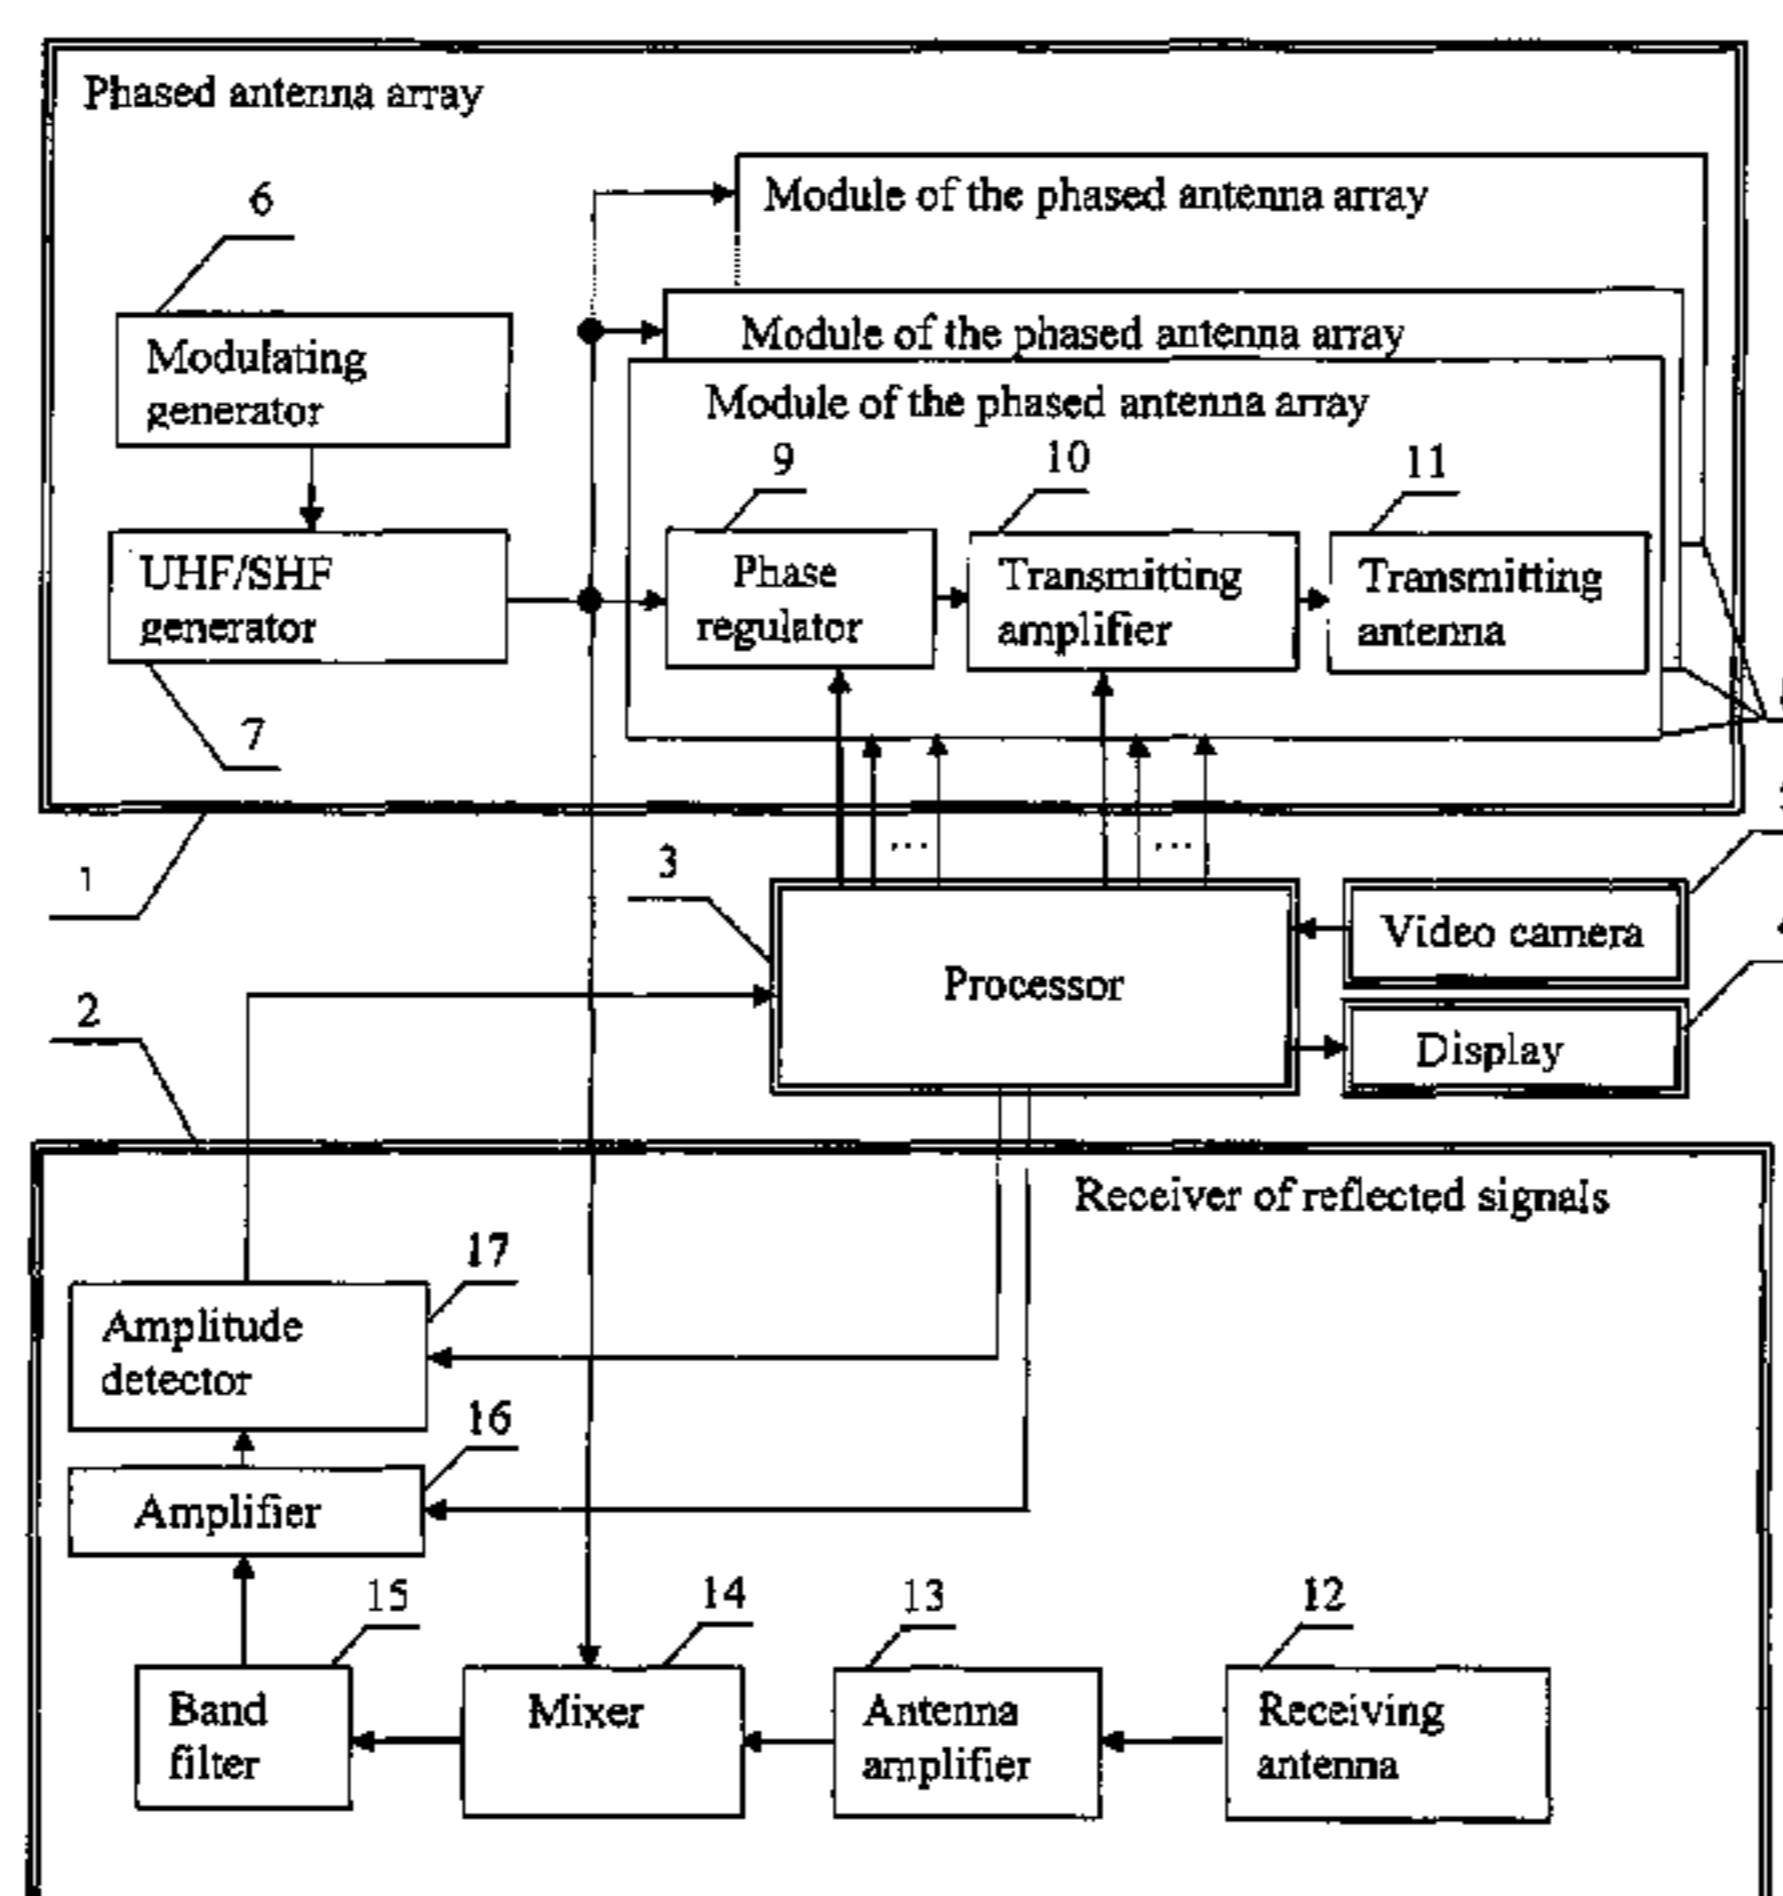 Phased antenna array
6
Module of the phased antenna array
Module of the phased antenna array
Modulating
generator
Module of the phased antenna array
9
10
11
UHF/SHF
generator
Phase
regulator
Transmitting
amplifier
Transmitting
antenna
7
1
...
...
3
Video camera
Processor
2
Display
Receiver of reflected signals
17
Amplitude
detector
16
Amplifier
15
14
13
12
Band
filter
Mixer
Antenna
amplifier
Receiving
antenna